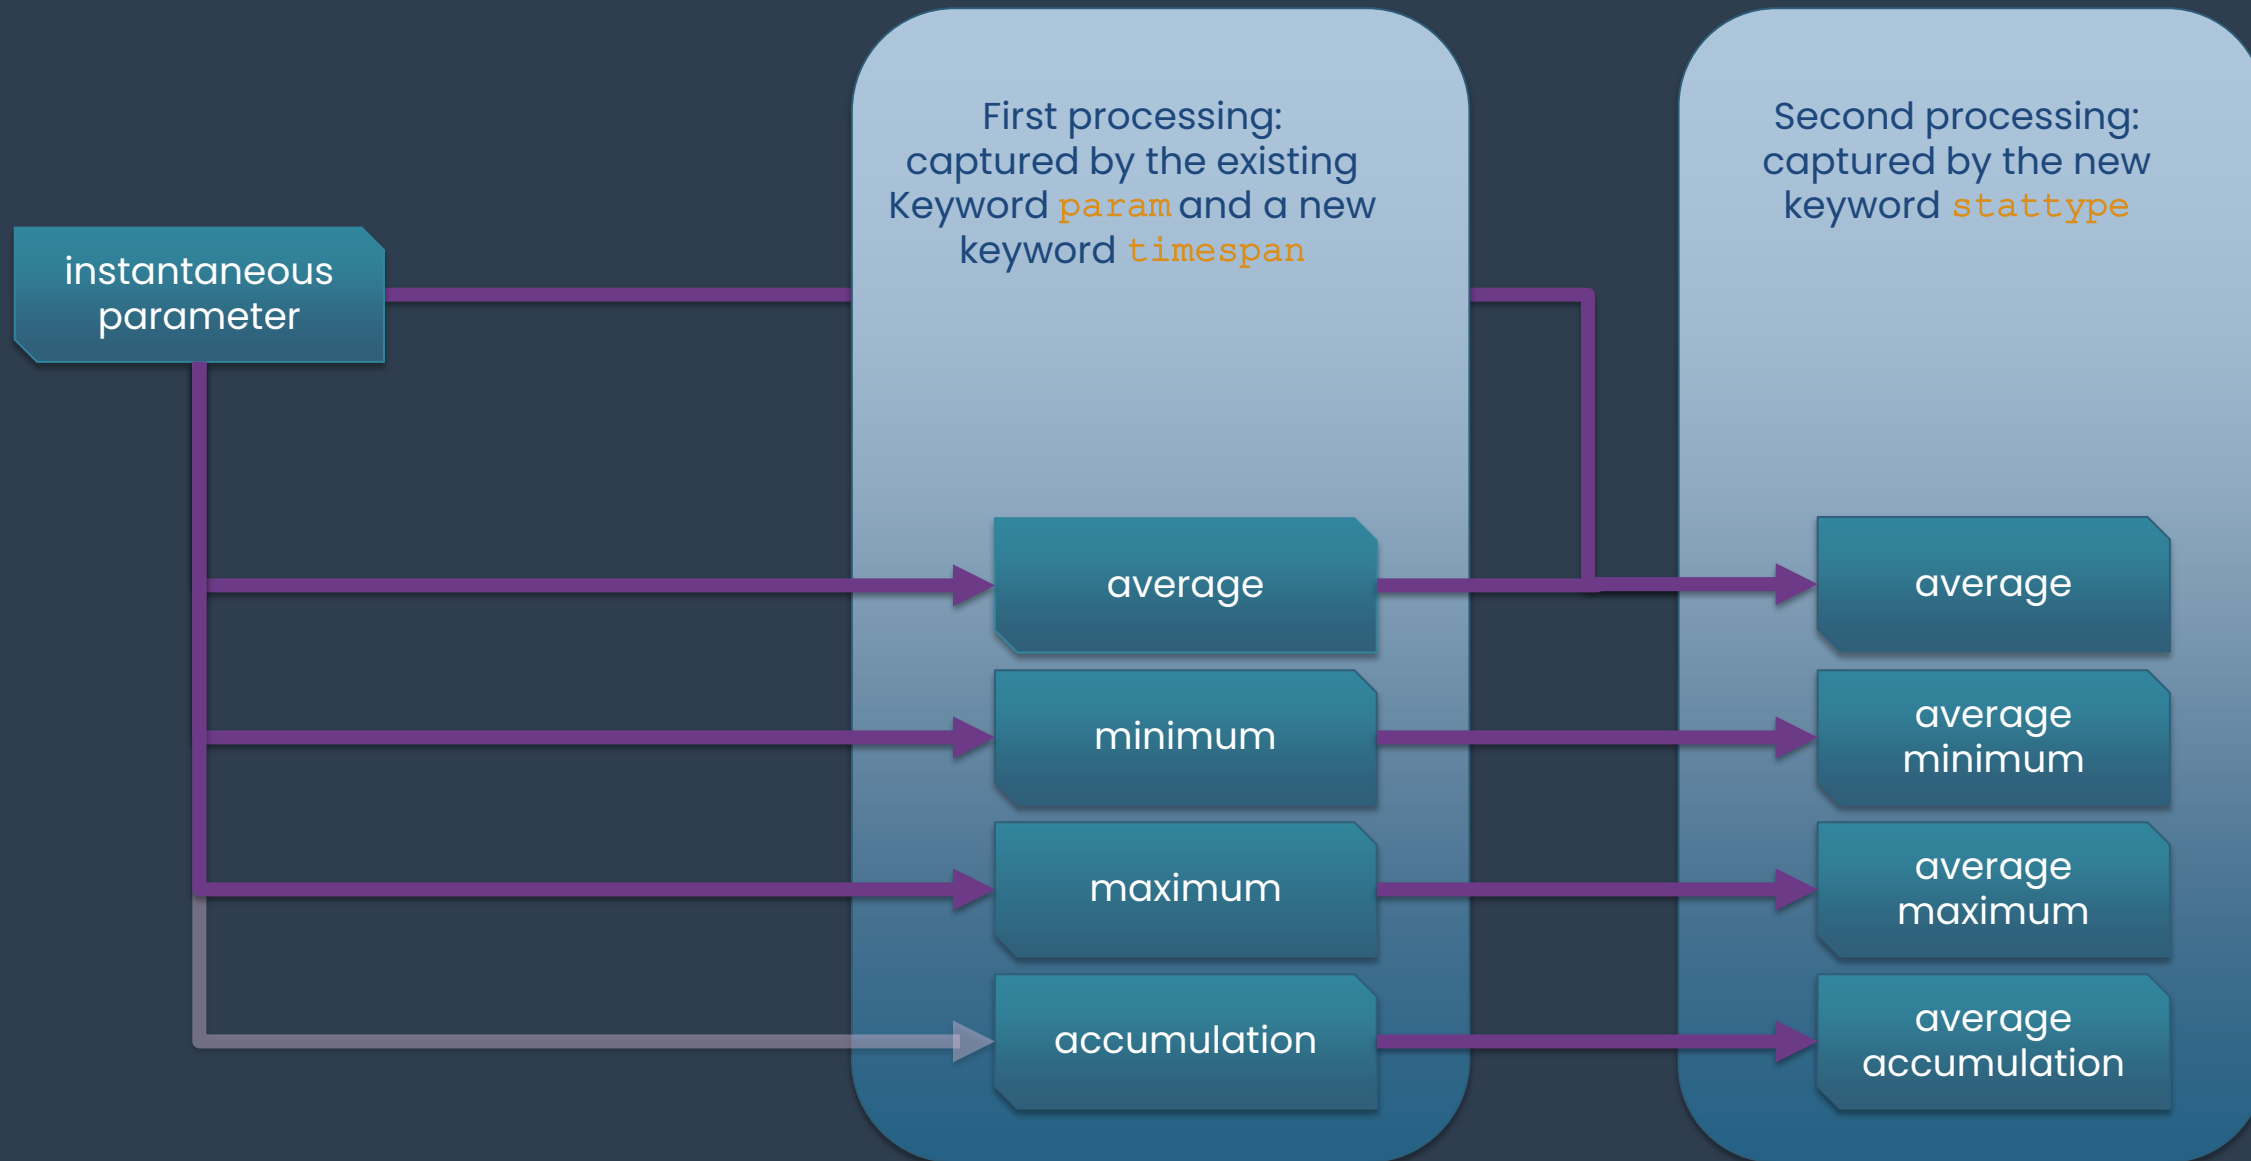 First processing:
captured by the existing
Keyword param and a new
keyword timespan
Second processing:
captured by the new
keyword stattype
instantaneous
parameter
average
average
minimum
average
minimum
maximum
average
maximum
accumulation
average
accumulation